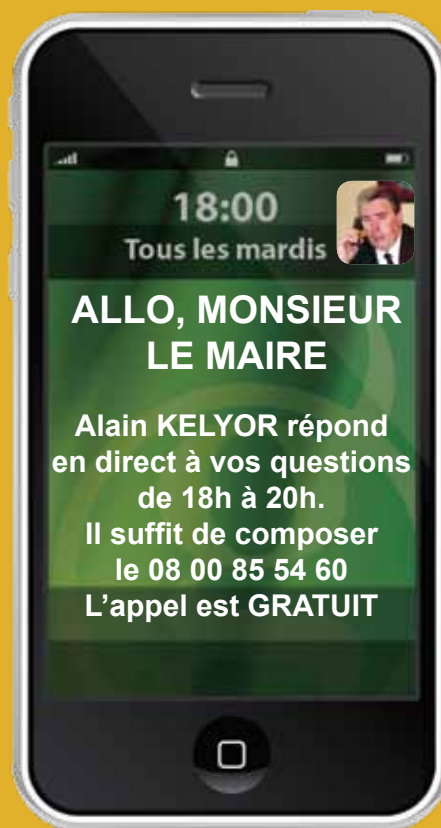 18:00
Tous les mardis
ALLO, MONSIEUR
LE MAIRE
Alain KELYOR répond
en direct à vos questions
de 18h à 20h.
Il suffit de composer
le 08 00 85 54 60
L'appel est GRATUIT